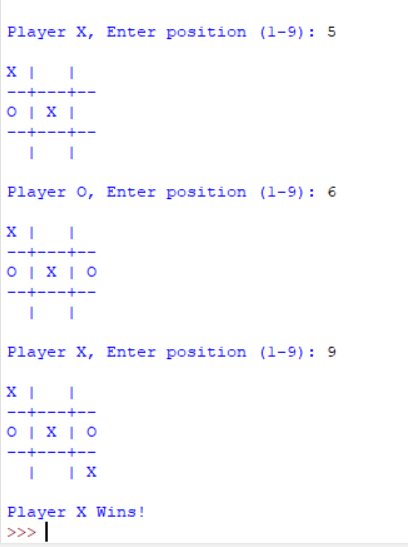 Player X, Enter position (1-9): 5
X |   |
--+---+--
O | X |
--+---+--
  |   |
Player O, Enter position (1-9): 6
X |   |
--+---+--
O | X | O
--+---+--
  |   |
Player X, Enter position (1-9): 9
X |   |
--+---+--
O | X | O
--+---+--
  |   | X
Player X Wins!
>>>